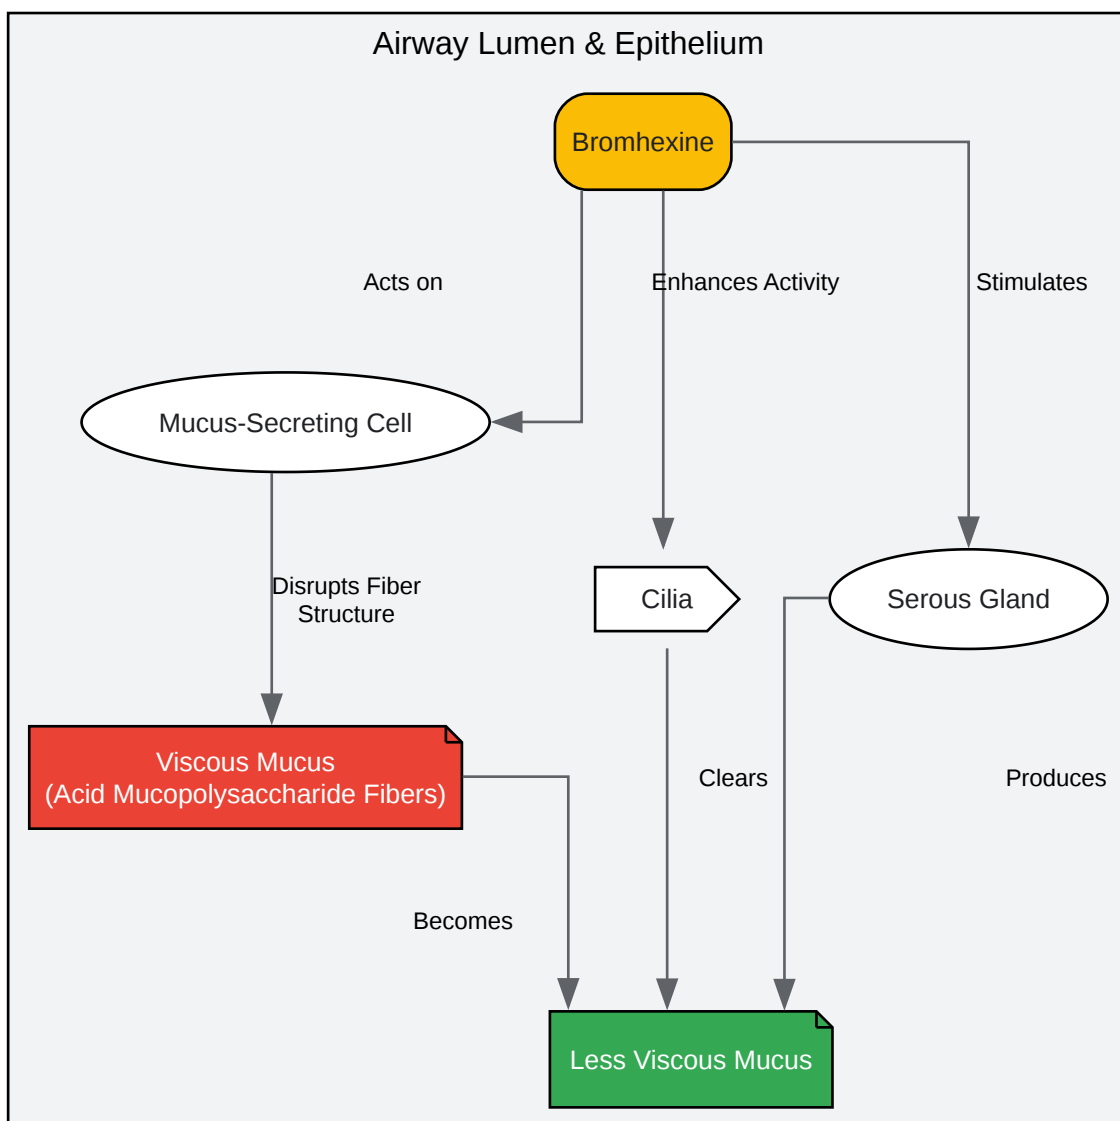 Airway Lumen & Epithelium
Bromhexine
Acts on
Enhances Activity
Stimulates
Mucus-Secreting Cell
Disrupts Fiber
Structure
Cilia
Serous Gland
Viscous Mucus
(Acid Mucopolysaccharide Fibers)
Clears
Produces
Becomes
Less Viscous Mucus